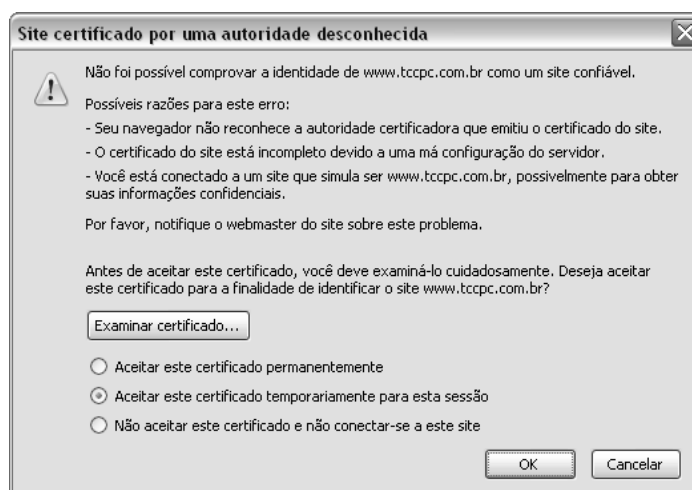 Site certificado por uma autoridade desconhecida
Não foi possível comprovar a identidade de www.tccpc.com.br como um site confiável.
Possíveis razões para este erro:
- Seu navegador não reconhece a autoridade certificadora que emitiu o certificado do site.
- O certificado do site está incompleto devido a uma má configuração do servidor.
- Você está conectado a um site que simula ser www.tccpc.com.br, possivelmente para obter
suas informações confidenciais.
Por favor, notifique o webmaster do site sobre este problema.
Antes de aceitar este certificado, você deve examiná-lo cuidadosamente. Deseja aceitar
este certificado para a finalidade de identificar o site www.tccpc.com.br?
Examinar certificado...
Aceitar este certificado permanentemente
Aceitar este certificado temporariamente para esta sessão
Não aceitar este certificado e não conectar-se a este site
OK Cancelar